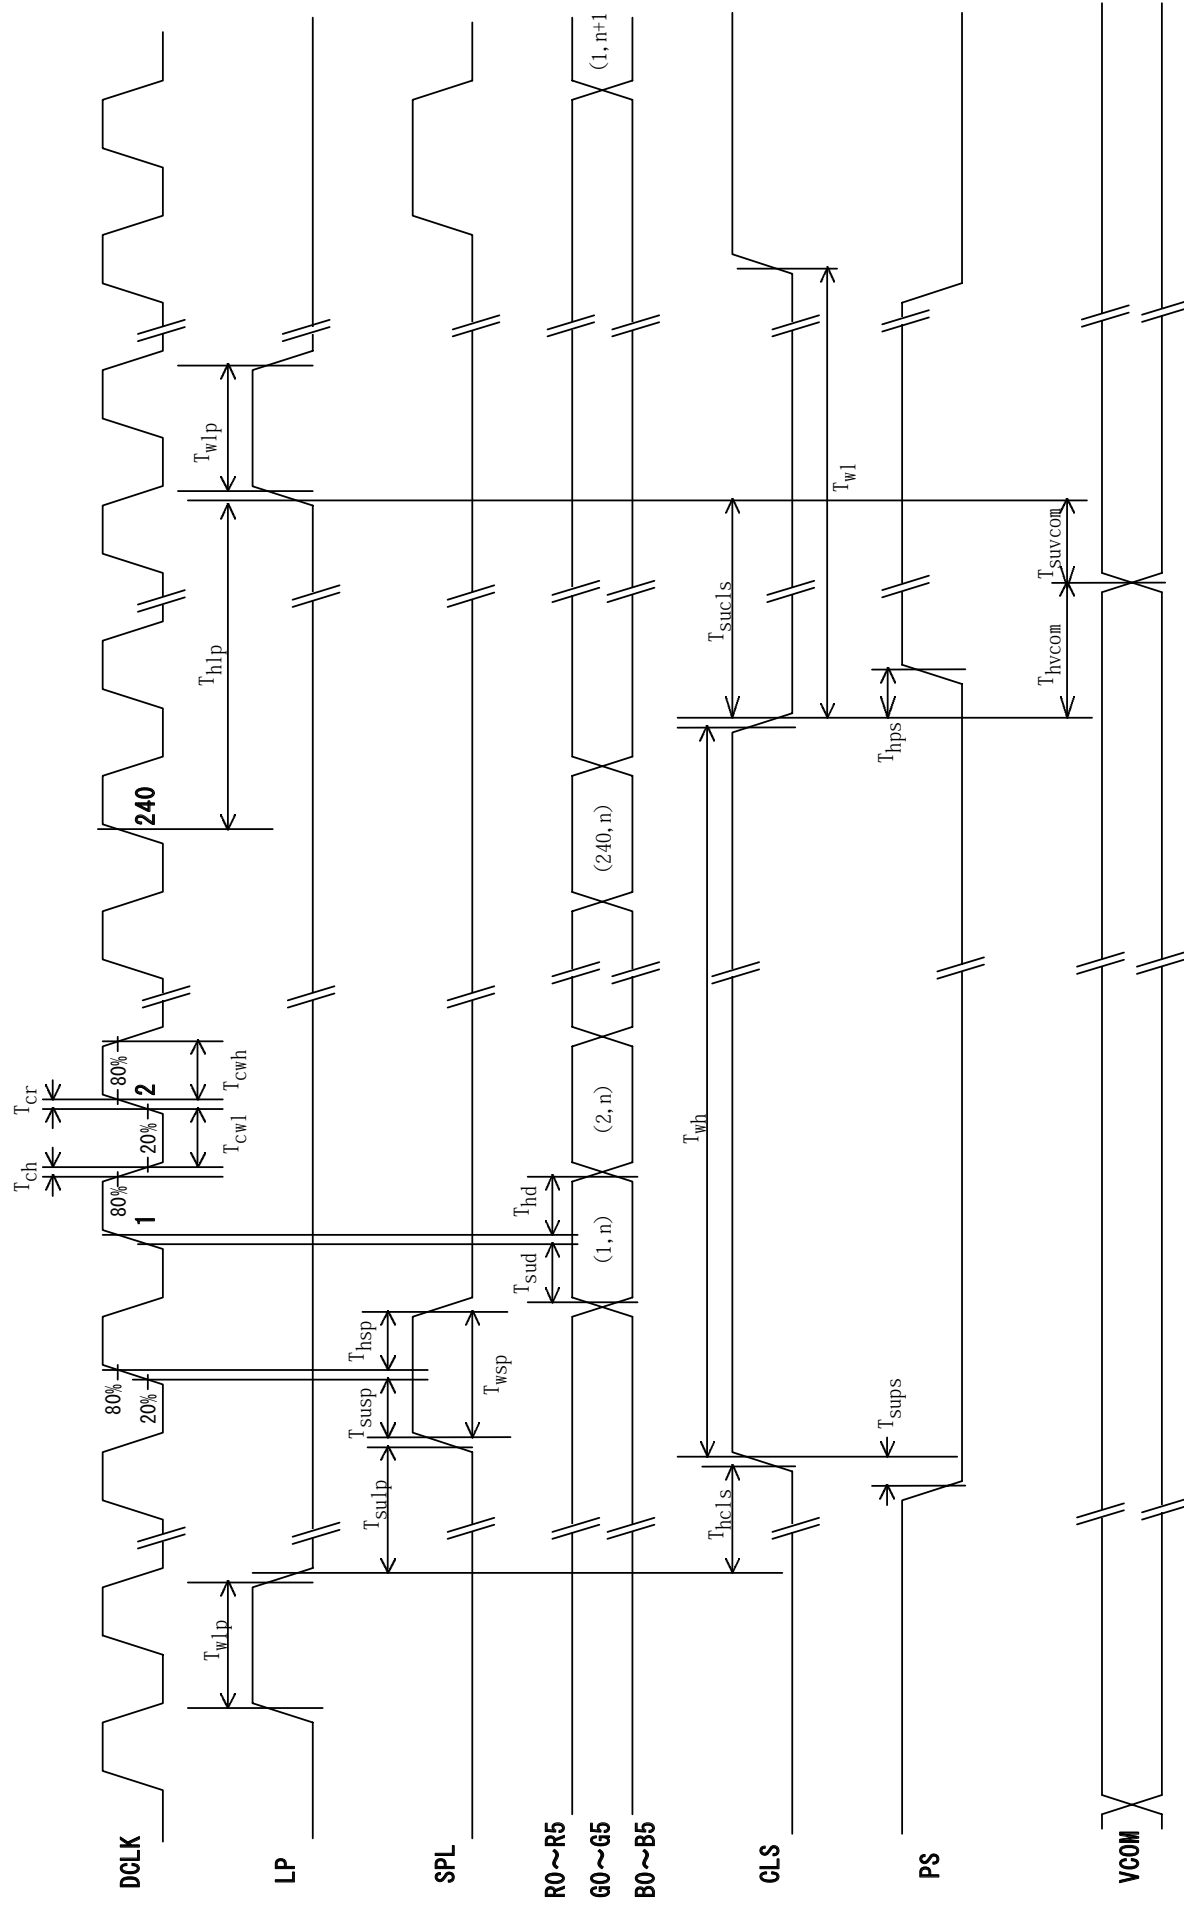 DCLK
Tch
Tcr
80%
20%
1
80%
20%
2
80%
240
Tcwl
Tcwh
LP
Twlp
Thlp
Twlp
SPL
Tsulp
Tsusp
Thsp
Twsp
R0～R5
G0～G5
B0～B5
Tsud
Thd
(1,n)
(2,n)
(240,n)
(1,n+1
CLS
Thcls
Twh
Tsucls
Twl
PS
Tsups
Thps
VCOM
Thvcom
Tsuvcom